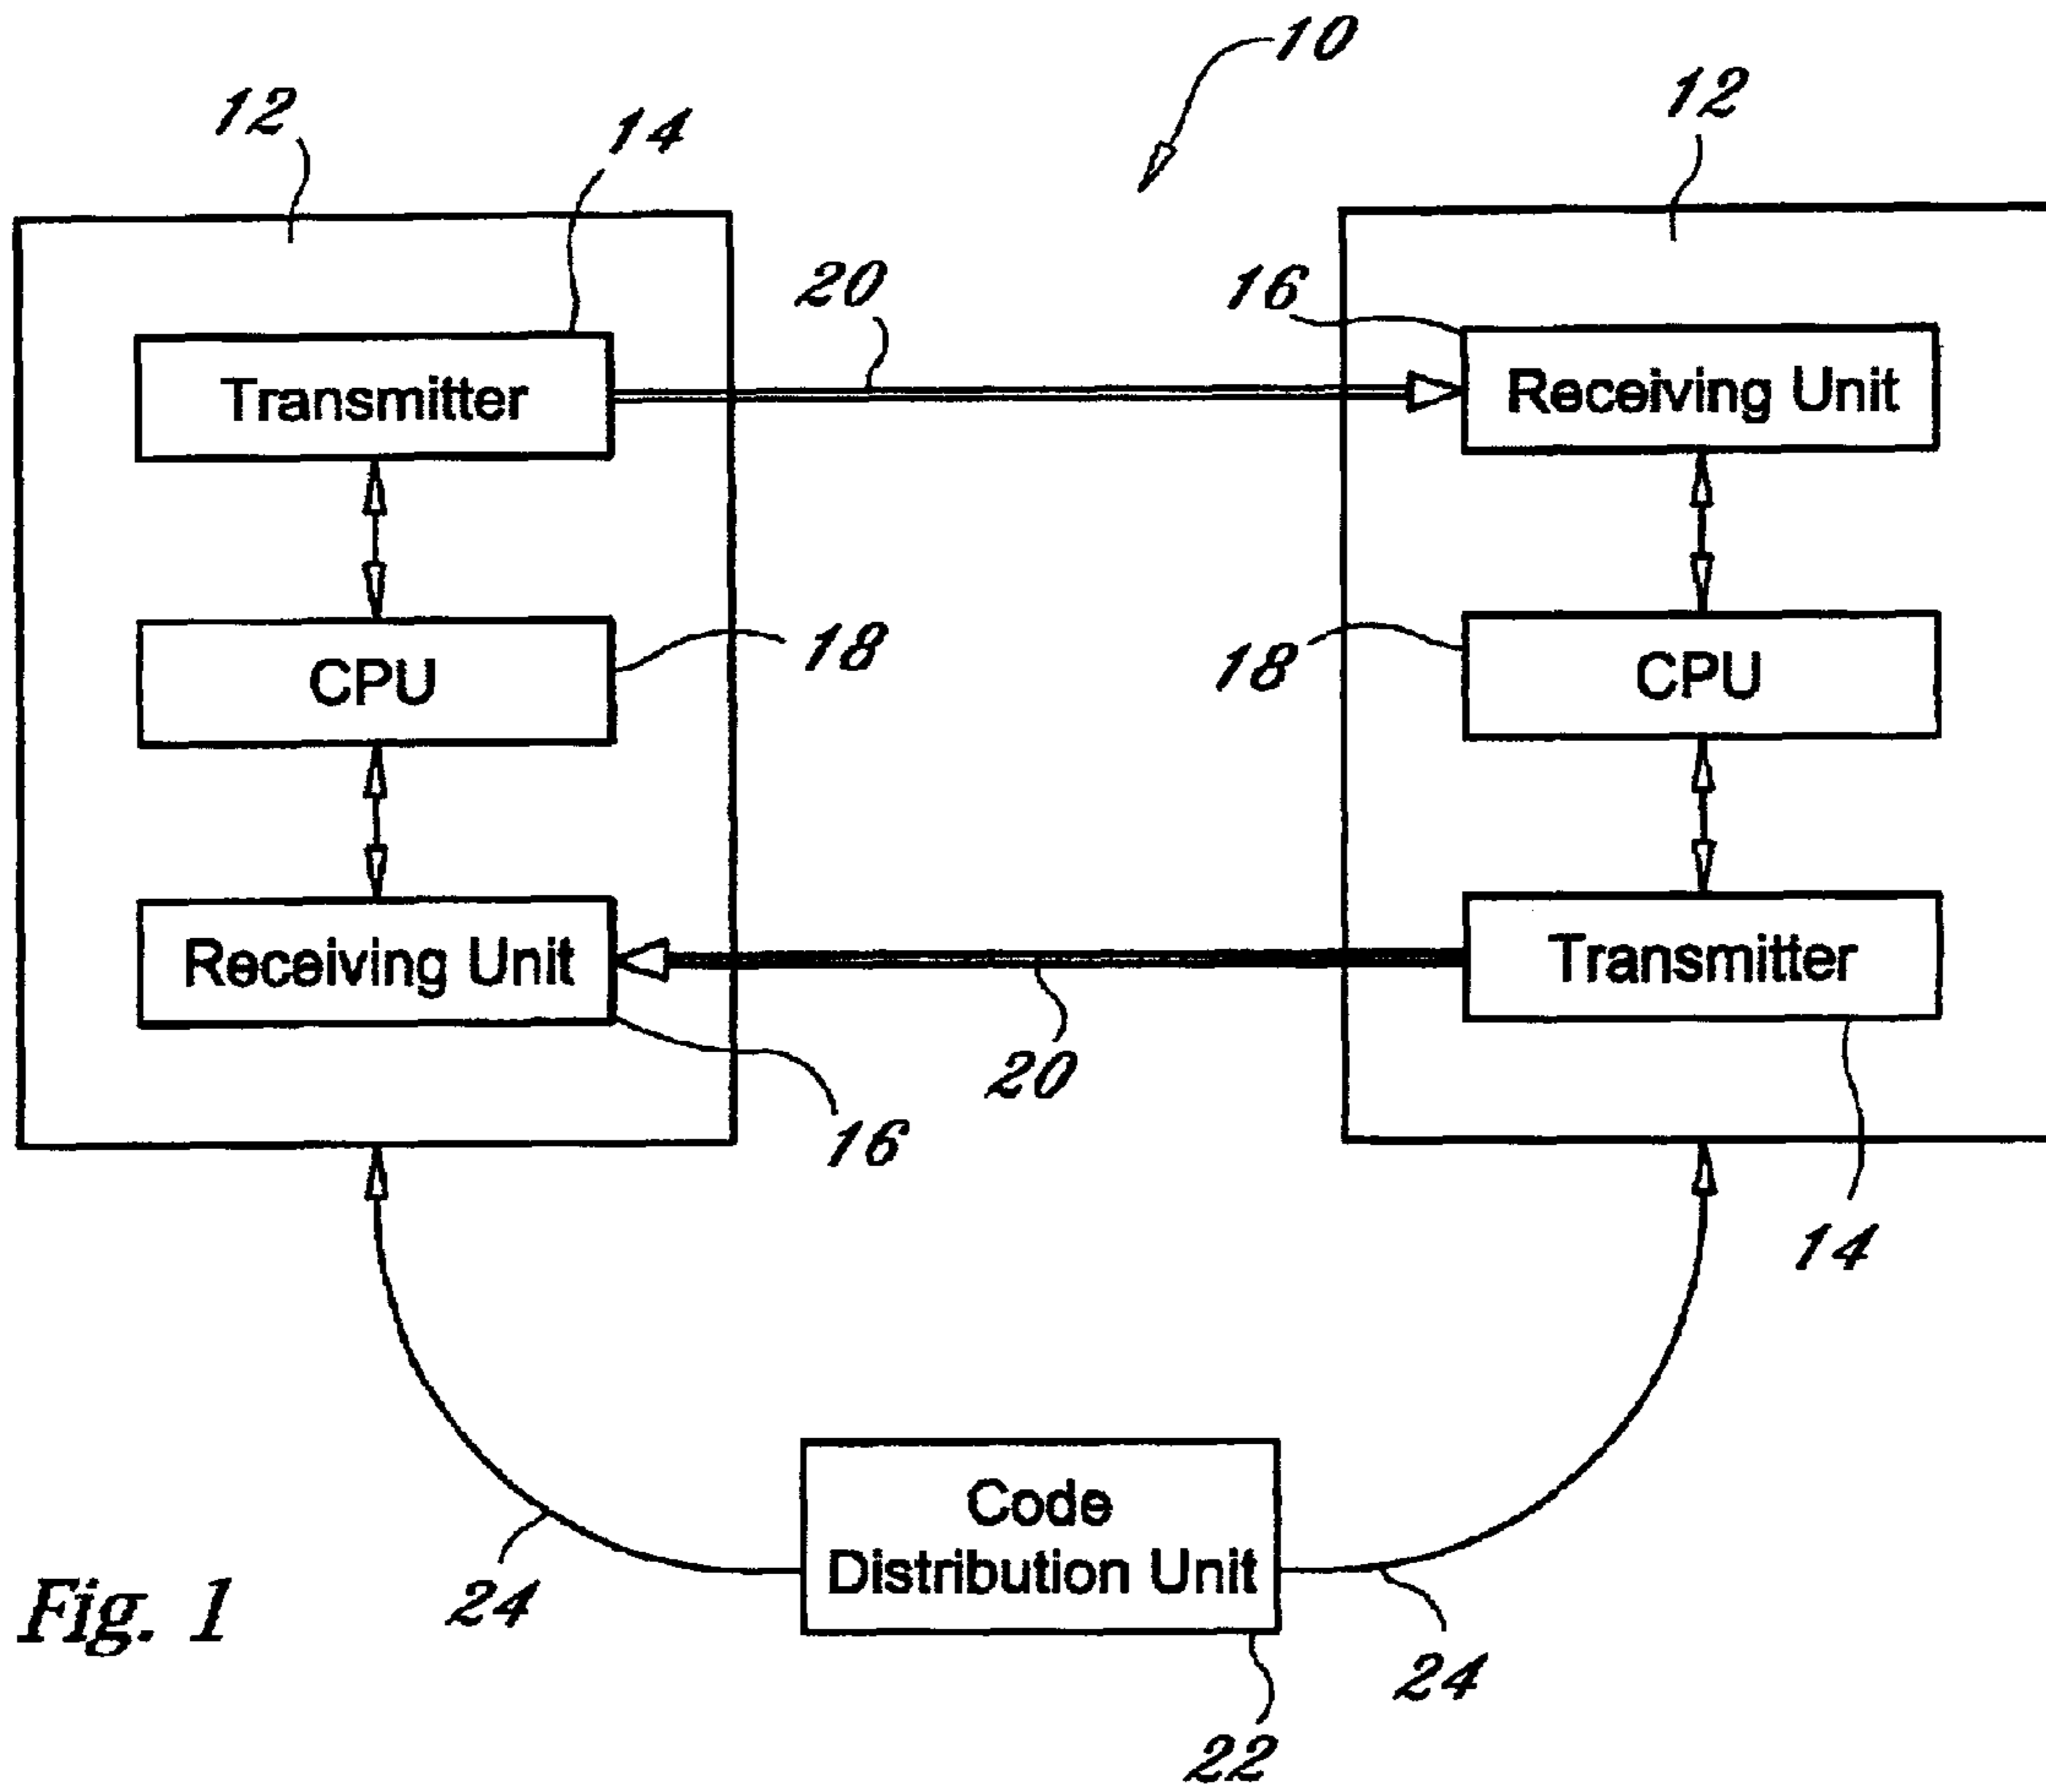 10
12
12
14
20
16
Transmitter
Receiving Unit
18
18
CPU
CPU
Receiving Unit
Transmitter
20
16
14
Code
Distribution Unit
24
24
22
Fig. 1